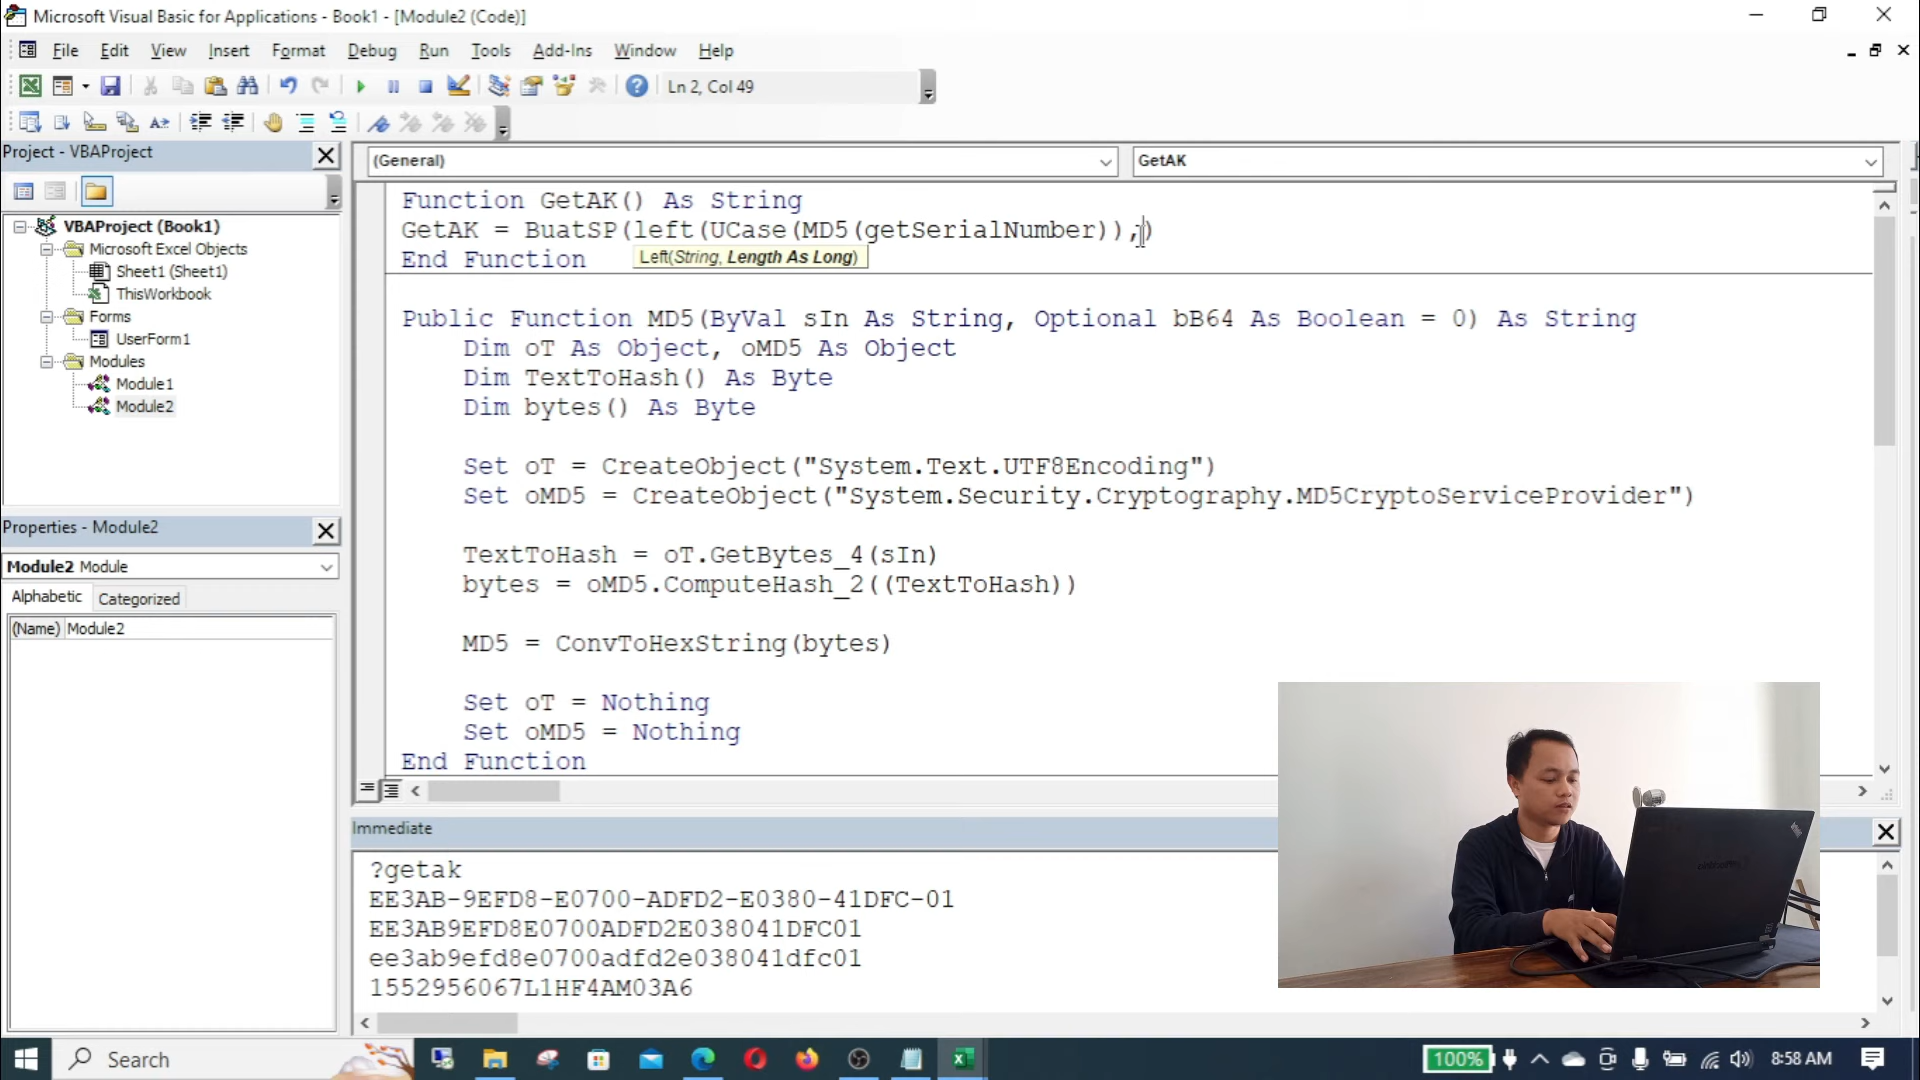 Microsoft Visual Basic for Applications - Book1 - [Module2 (Code)]
File Edit View Insert Format Debug Run Tools Add-Ins Window Help
Ln 2, Col 49
Project - VBAProject
(General)
GetAK
VBAProject (Book1)
Microsoft Excel Objects
Sheet1 (Sheet1)
ThisWorkbook
Forms
UserForm1
Modules
Module1
Module2
Properties - Module2
Module2 Module
Alphabetic Categorized
(Name) Module2
Function GetAK() As String
GetAK = BuatSP(left(UCase(MD5(getSerialNumber)),)
End Function
Left(String, Length As Long)
Public Function MD5(ByVal sIn As String, Optional bB64 As Boolean = 0) As String
Dim oT As Object, oMD5 As Object
Dim TextToHash() As Byte
Dim bytes() As Byte
Set oT = CreateObject("System.Text.UTF8Encoding")
Set oMD5 = CreateObject("System.Security.Cryptography.MD5CryptoServiceProvider")
TextToHash = oT.GetBytes_4(sIn)
bytes = oMD5.ComputeHash_2((TextToHash))
MD5 = ConvToHexString(bytes)
Set oT = Nothing
Set oMD5 = Nothing
End Function
Immediate
?getak
EE3AB-9EFD8-E0700-ADFD2-E0380-41DFC-01
EE3AB9EFD8E0700ADFD2E038041DFC01
ee3ab9efd8e0700adfd2e038041dfc01
1552956067L1HF4AM03A6
Search
100%
8:58 AM